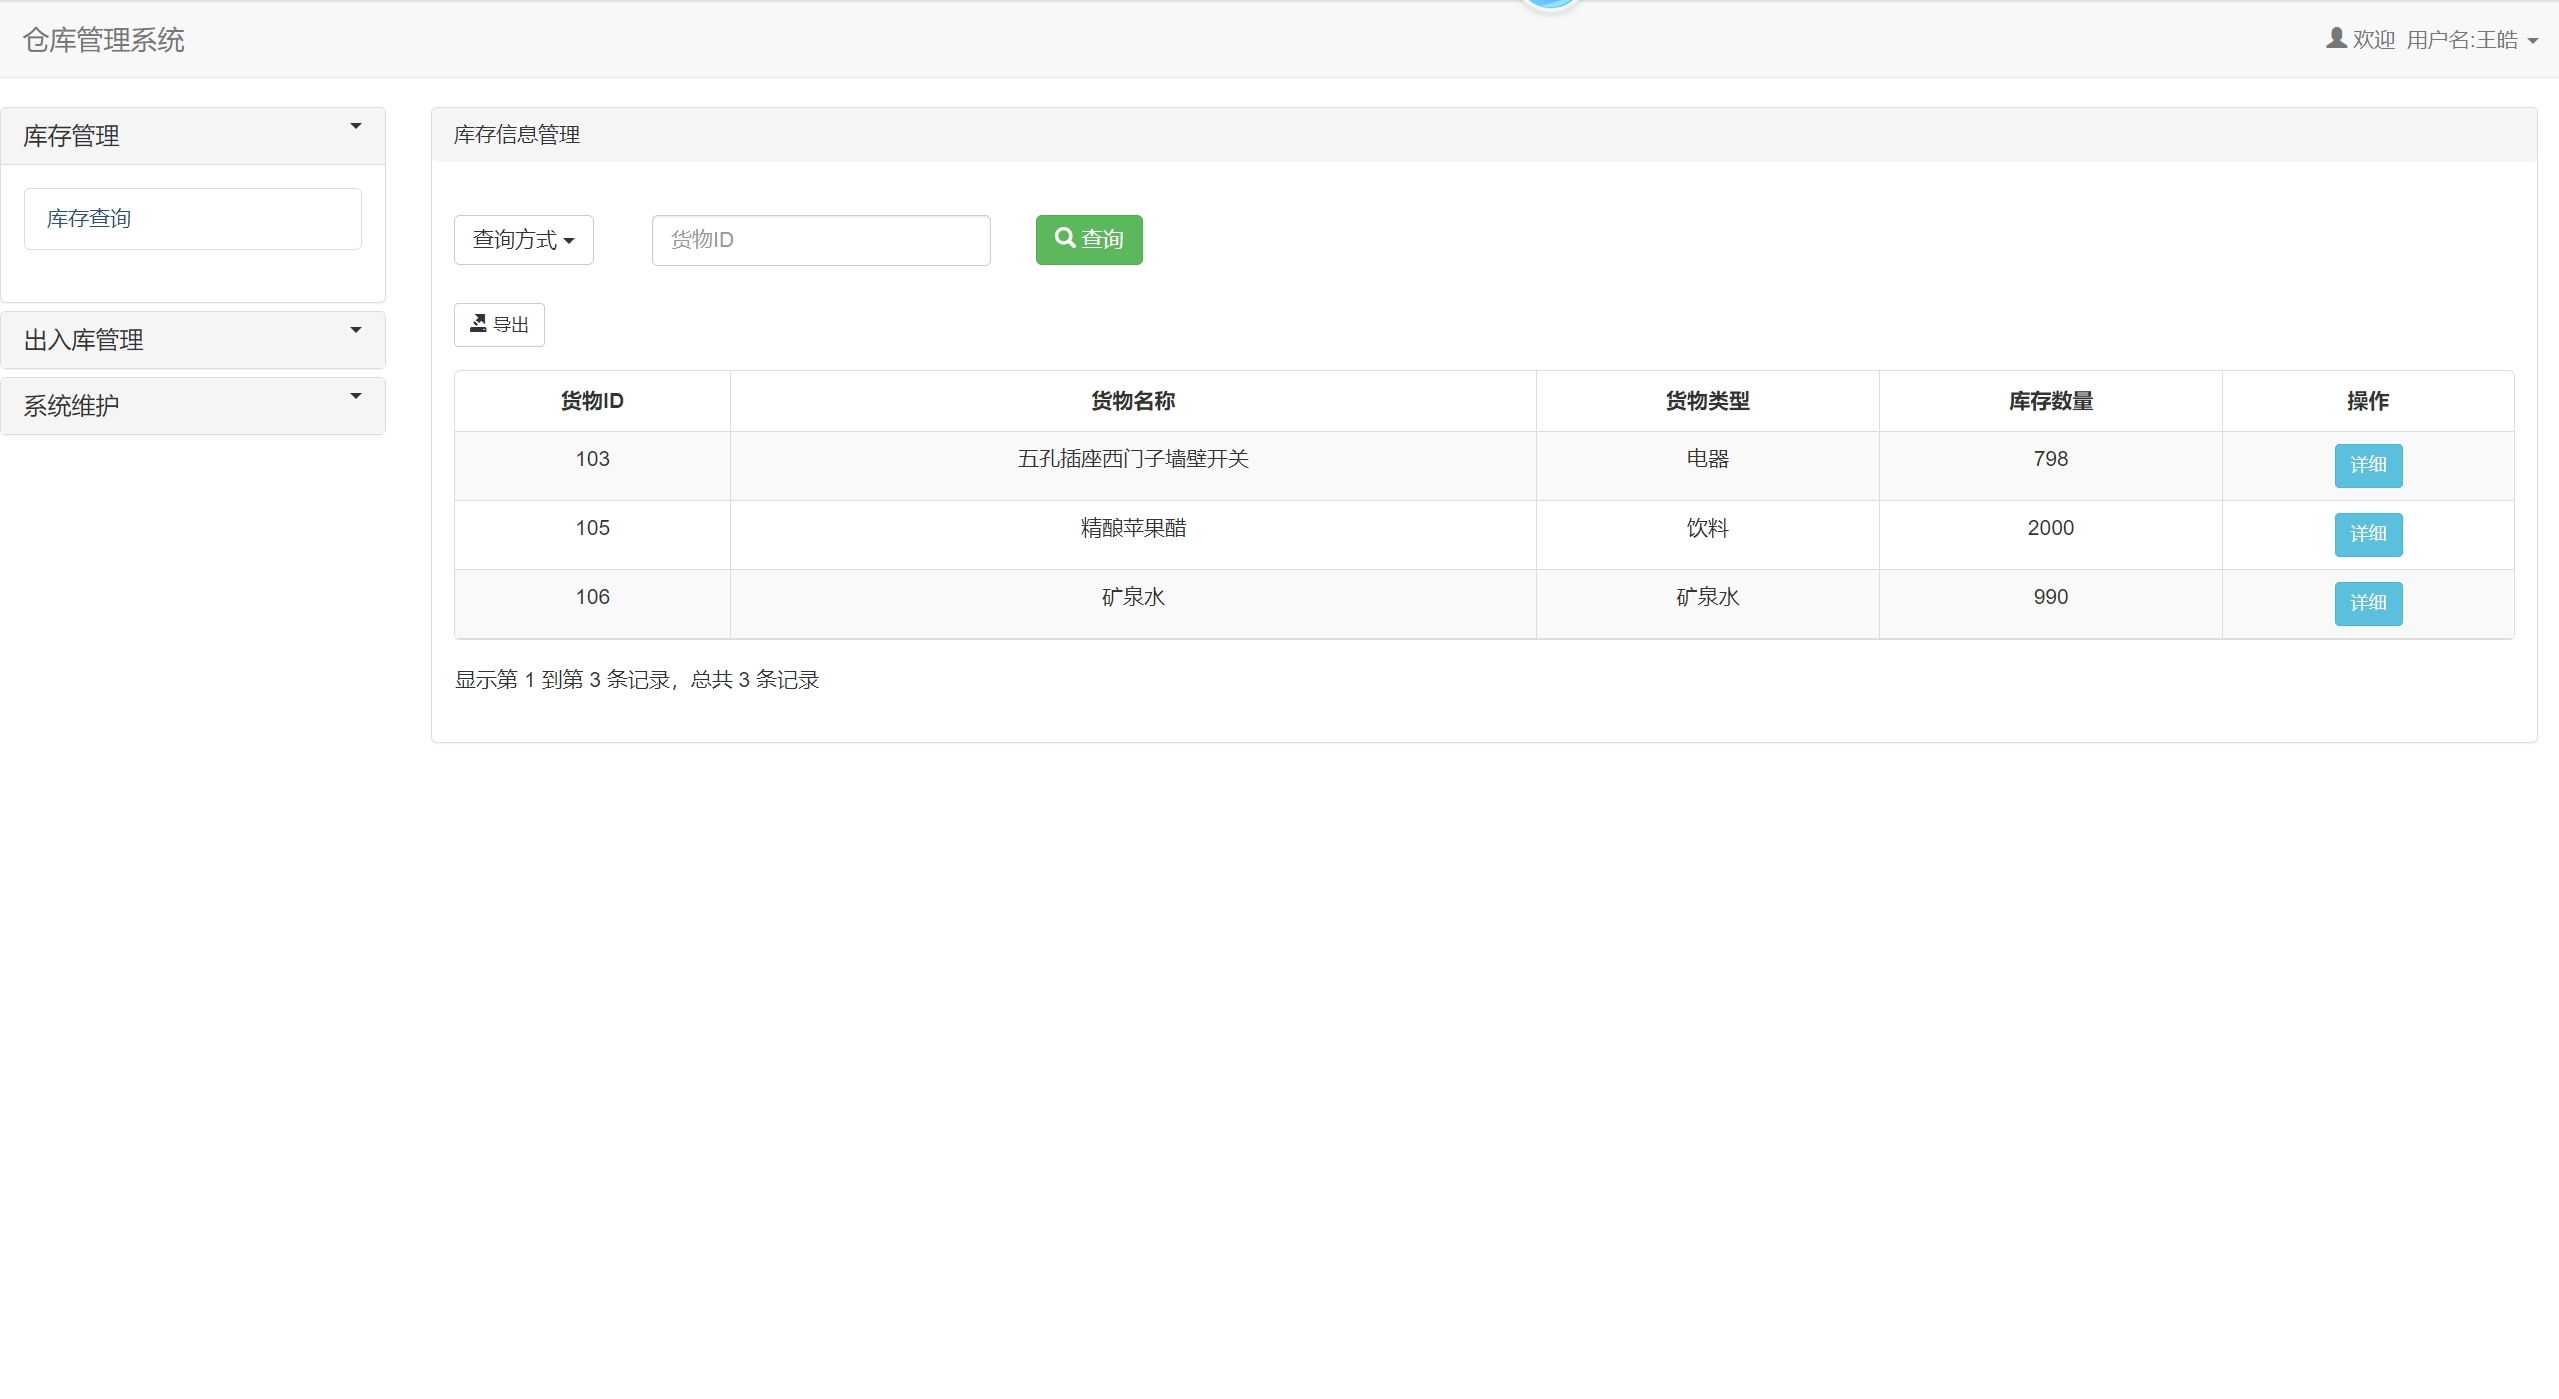 仓库管理系统
欢迎 用户名:王皓
库存管理
库存查询
出入库管理
系统维护
库存信息管理
查询方式 货物ID 查询
导出
货物ID 货物名称 货物类型 库存数量 操作
103 五孔插座西门子墙壁开关 电器 798 详细
105 精酿苹果醋 饮料 2000 详细
106 矿泉水 矿泉水 990 详细
显示第 1 到第 3 条记录，总共 3 条记录